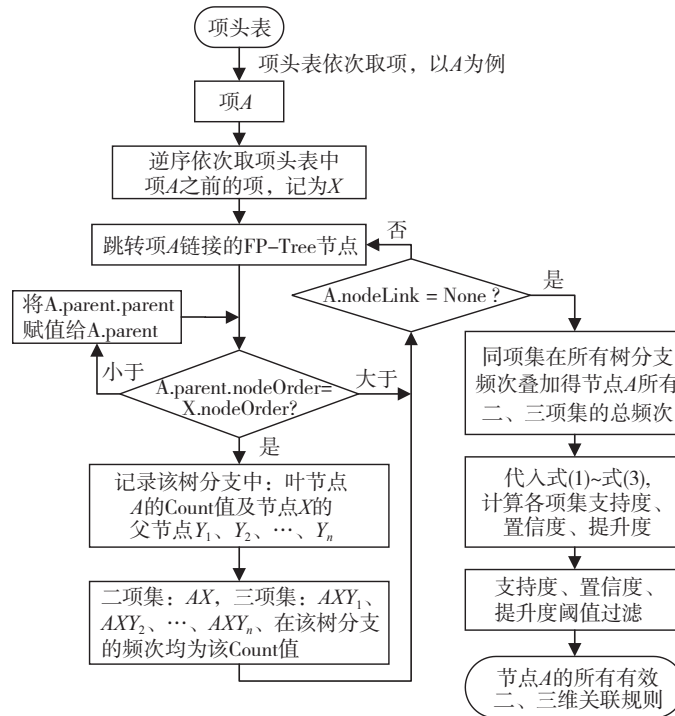 项头表
项头表依次取项，以A为例
项A
逆序依次取项头表中
项A之前的项，记为X
跳转项A链接的FP-Tree节点
否
A.nodeLink = None ?
是
将A.parent.parent
赋值给A.parent
小于
A.parent.nodeOrder=
X.nodeOrder?
大于
是
记录该树分支中：叶节点
A的Count值及节点X的
父节点Y₁、Y₂、…、Yₙ
二项集：AX，三项集：AXY₁、
AXY₂、…、AXYₙ、在该树分支
的频次均为该Count值
同项集在所有树分支
频次叠加得节点A所有
二、三项集的总频次
代入式(1)~式(3),
计算各项集支持度、
置信度、提升度
支持度、置信度、
提升度阈值过滤
节点A的所有有效
二、三维关联规则